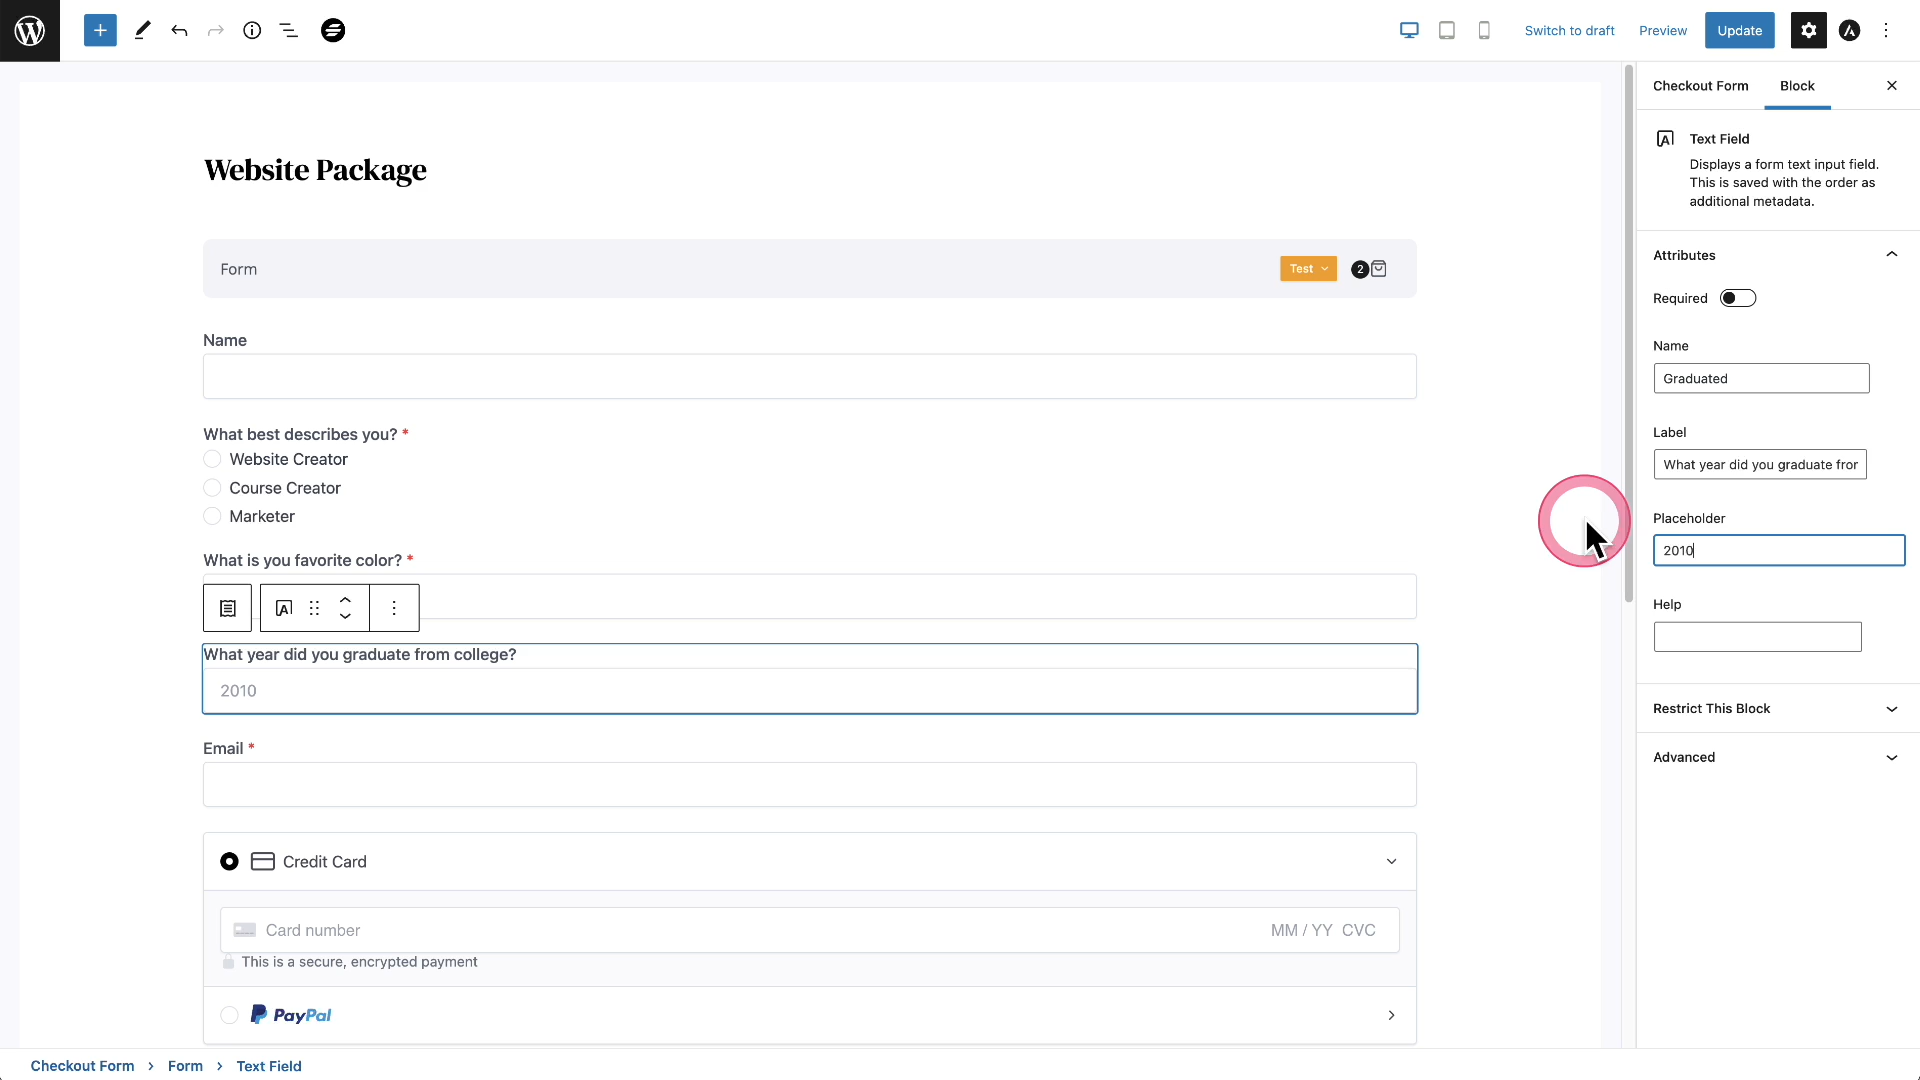 Switch to draft
Preview
Update
Checkout Form
Block
Text Field
Displays a form text input field.
This is saved with the order as
additional metadata.
Attributes
Required
Name
Graduated
Label
What year did you graduate fror
Placeholder
2010
Help
Restrict This Block
Advanced
Website Package
Form
Test
2
Name
What best describes you? *
Website Creator
Course Creator
Marketer
What is you favorite color? *
What year did you graduate from college?
2010
Email *
Credit Card
Card number
MM / YY CVC
This is a secure, encrypted payment
PayPal
Checkout Form > Form > Text Field